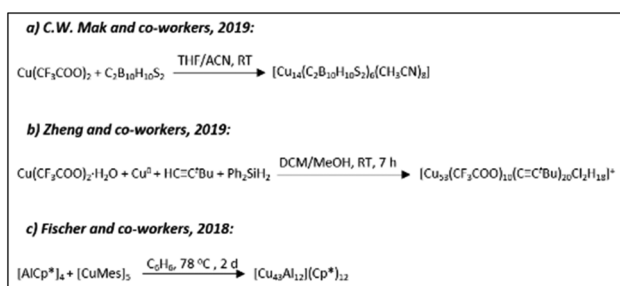 a) C.W. Mak and co-workers, 2019:
THF/ACN, RT
Cu(CF₃COO)₂ + C₂B₁₀H₁₀S₂ → [Cu₁₄(C₂B₁₀H₁₀S₂)₆(CH₃CN)₈]
b) Zheng and co-workers, 2019:
DCM/MeOH, RT, 7 h
Cu(CF₃COO)₂·H₂O + Cu⁰ + HC≡CᵗBu + Ph₂SiH₂ → [Cu₅₃(CF₃COO)₁₀(C≡CᵗBu)₂₀Cl₂H₁₈]⁺
c) Fischer and co-workers, 2018:
C₆H₆, 78 °C, 2 d
[AlCp*]₄ + [CuMes]₅ → [Cu₄₃Al₁₂](Cp*)₁₂